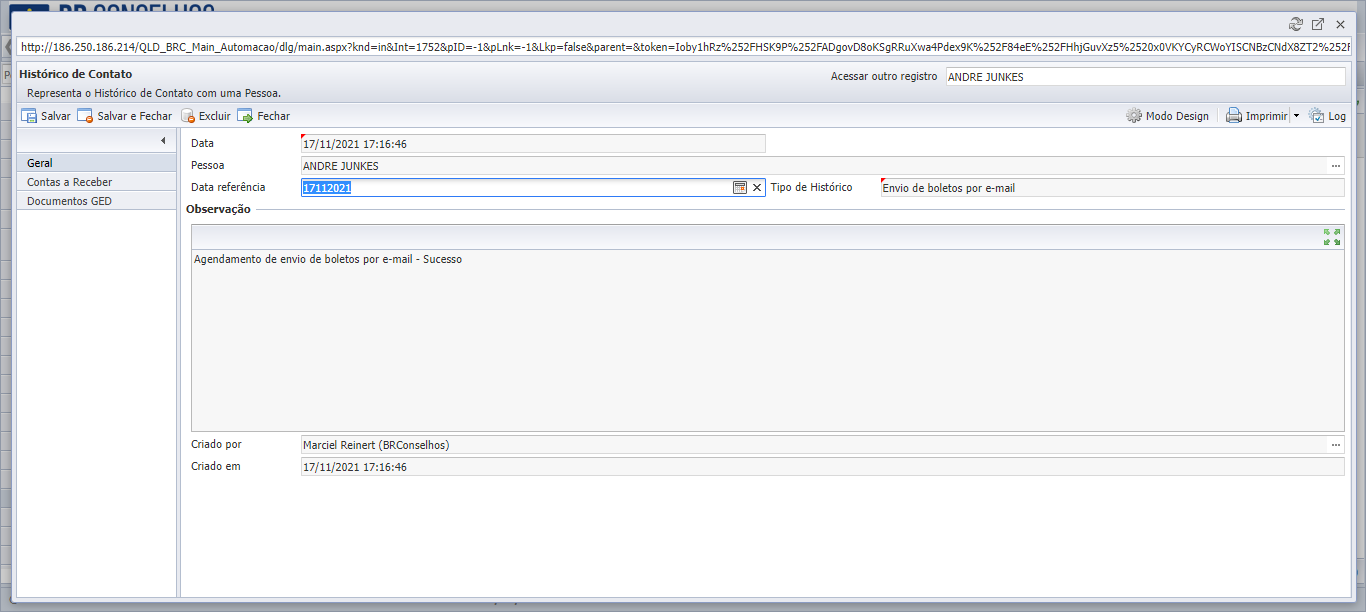 BR CONSELHOS
http://186.250.186.214/QLD_BRC_Main_Automacao/dlg/main.aspx?knd=in&Int=1752&pID=-1&pLnk=-1&Lkp=false&parent=&token=Ioby1hRz%252FHSK9P%252FADgovD8oKSgRRuXwa4Pdex9K%252F84eE%252FHhjGuvXz5%2520x0VKYCyRCWoYISCNBzCNdX8ZT2%252F
Histórico de Contato
Acessar outro registro ANDRE JUNKES
Representa o Histórico de Contato com uma Pessoa.
Salvar Salvar e Fechar Excluir Fechar Modo Design Imprimir Log
Geral
Contas a Receber
Documentos GED
Data 17/11/2021 17:16:46
Pessoa ANDRE JUNKES
Data referência 17112021 Tipo de Histórico Envio de boletos por e-mail
Observação
Agendamento de envio de boletos por e-mail - Sucesso
Criado por Marciel Reinert (BRConselhos)
Criado em 17/11/2021 17:16:46